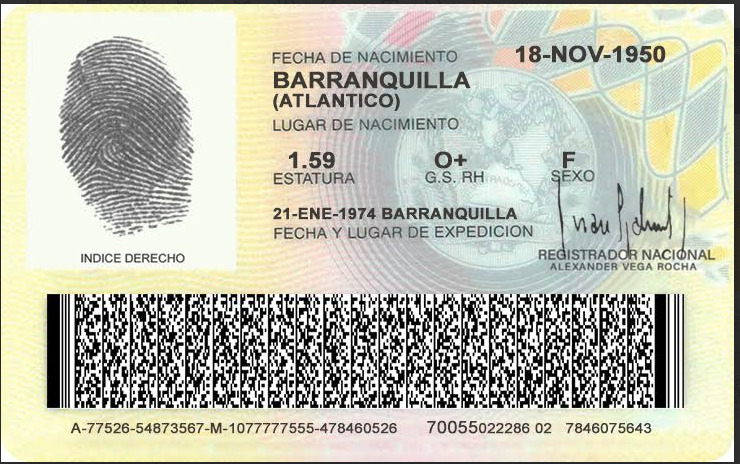 FECHA DE NACIMIENTO 18-NOV-1950
BARRANQUILLA
(ATLANTICO)
LUGAR DE NACIMIENTO
1.59 O+ F
ESTATURA G.S. RH SEXO
21-ENE-1974 BARRANQUILLA
FECHA Y LUGAR DE EXPEDICION
REGISTRADOR NACIONAL
ALEXANDER VEGA ROCHA
INDICE DERECHO
A-77526-54873567-M-1077777555-478460526 70055022286 02 7846075643